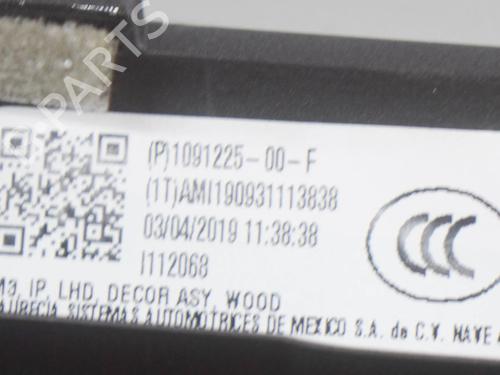 (P)1091225-00-F
(1T)AMI190931113838
03/04/2019 11:38:38
I112068
M3, IP, LHD, DECOR ASY, WOOD
SISTEMAS AUTOMOTRICES DE MEXICO S.A. de C.V.
CCC
PARTS